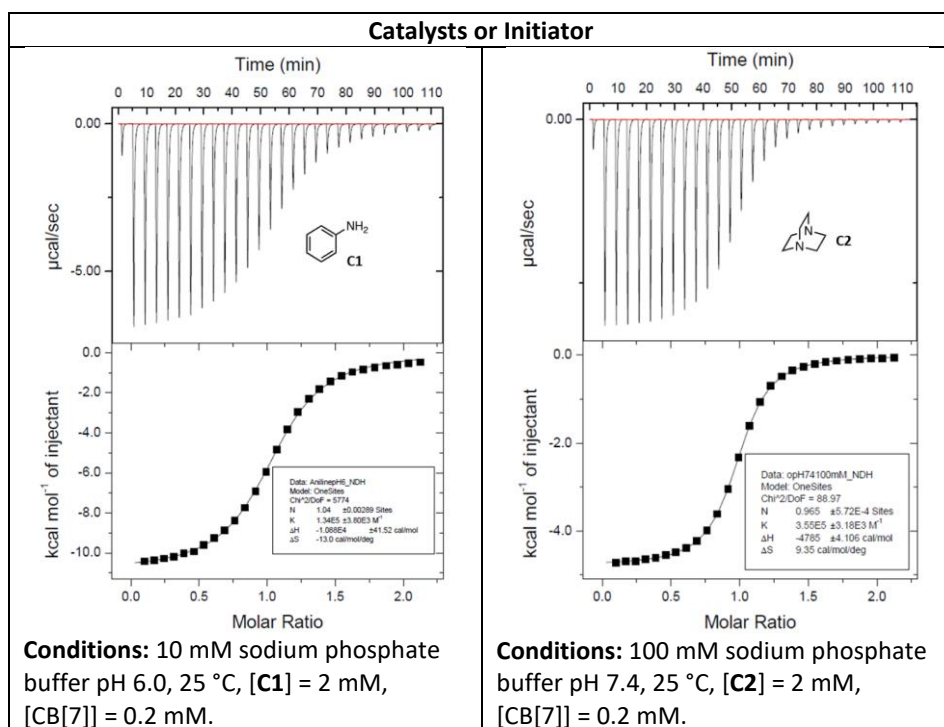 Catalysts or Initiator
Time (min)
0 10 20 30 40 50 60 70 80 90 100 110
0.00
-5.00
µcal/sec
NH₂
C1
0.0
-2.0
-4.0
-6.0
-8.0
-10.0
kcal mol⁻¹ of injectant
Data: AnilinepH6_NDH
Model: OneSites
Chi^2/DoF = 5774
N 1.04 ±0.00289 Sites
K 1.34E5 ±3.80E3 M⁻¹
ΔH -1.088E4 ±41.52 cal/mol
ΔS -13.0 cal/mol/deg
0.0 0.5 1.0 1.5 2.0
Molar Ratio
Conditions: 10 mM sodium phosphate
buffer pH 6.0, 25 °C, [C1] = 2 mM,
[CB[7]] = 0.2 mM.
Time (min)
0 10 20 30 40 50 60 70 80 90 100 110
0.00
µcal/sec
N
N
C2
0.0
-2.0
-4.0
kcal mol⁻¹ of injectant
Data: opH74100mM_NDH
Model: OneSites
Chi^2/DoF = 88.97
N 0.965 ±5.72E-4 Sites
K 3.55E5 ±3.18E3 M⁻¹
ΔH -4785 ±4.106 cal/mol
ΔS 9.35 cal/mol/deg
0.0 0.5 1.0 1.5 2.0
Molar Ratio
Conditions: 100 mM sodium phosphate
buffer pH 7.4, 25 °C, [C2] = 2 mM,
[CB[7]] = 0.2 mM.